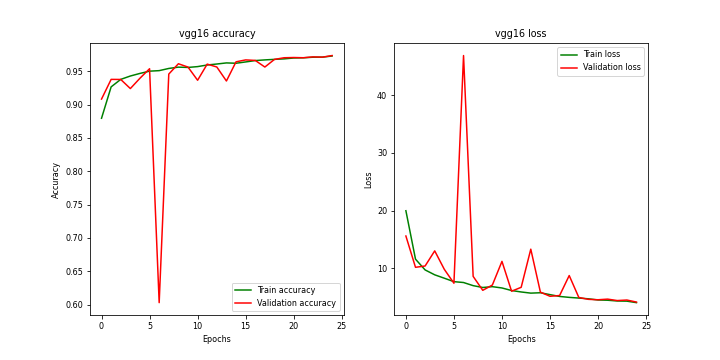 vgg16 accuracy
Accuracy
0.95
0.90
0.85
0.80
0.75
0.70
0.65
0.60
Train accuracy
Validation accuracy
0 5 10 15 20 25
Epochs
vgg16 loss
Train loss
Validation loss
Loss
40
30
20
10
0 5 10 15 20 25
Epochs